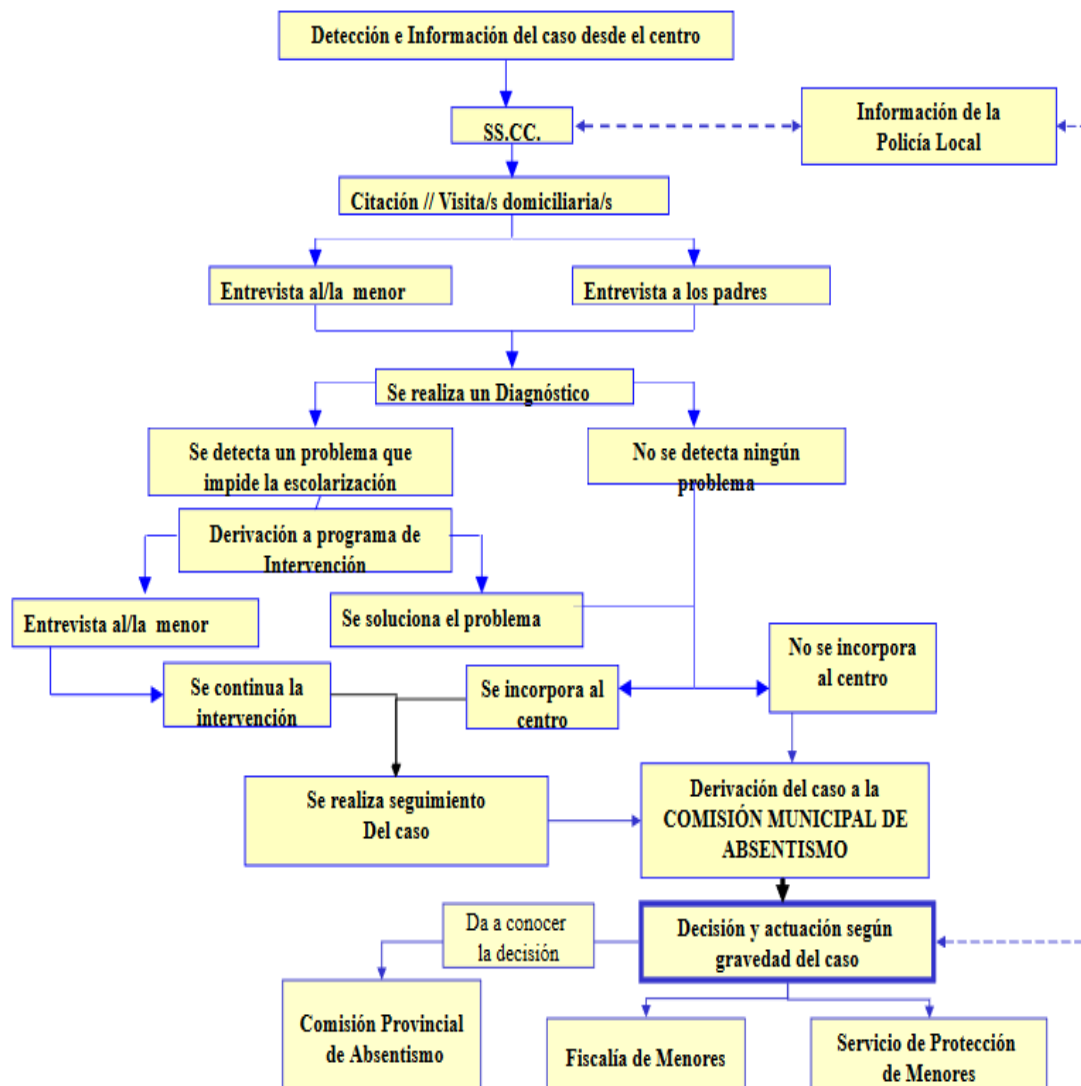 Detección e Información del caso desde el centro
SS.CC.
Información de la
Policía Local
Citación // Visita/s domiciliaria/s
Entrevista al/la menor
Entrevista a los padres
Se realiza un Diagnóstico
Se detecta un problema que
impide la escolarización
No se detecta ningún
problema
Derivación a programa de
Intervención
Entrevista al/la menor
Se soluciona el problema
No se incorpora
al centro
Se continua la
intervención
Se incorpora al
centro
Se realiza seguimiento
Del caso
Derivación del caso a la
COMISIÓN MUNICIPAL DE
ABSENTISMO
Da a conocer
la decisión
Decisión y actuación según
gravedad del caso
Comisión Provincial
de Absentismo
Fiscalía de Menores
Servicio de Protección
de Menores